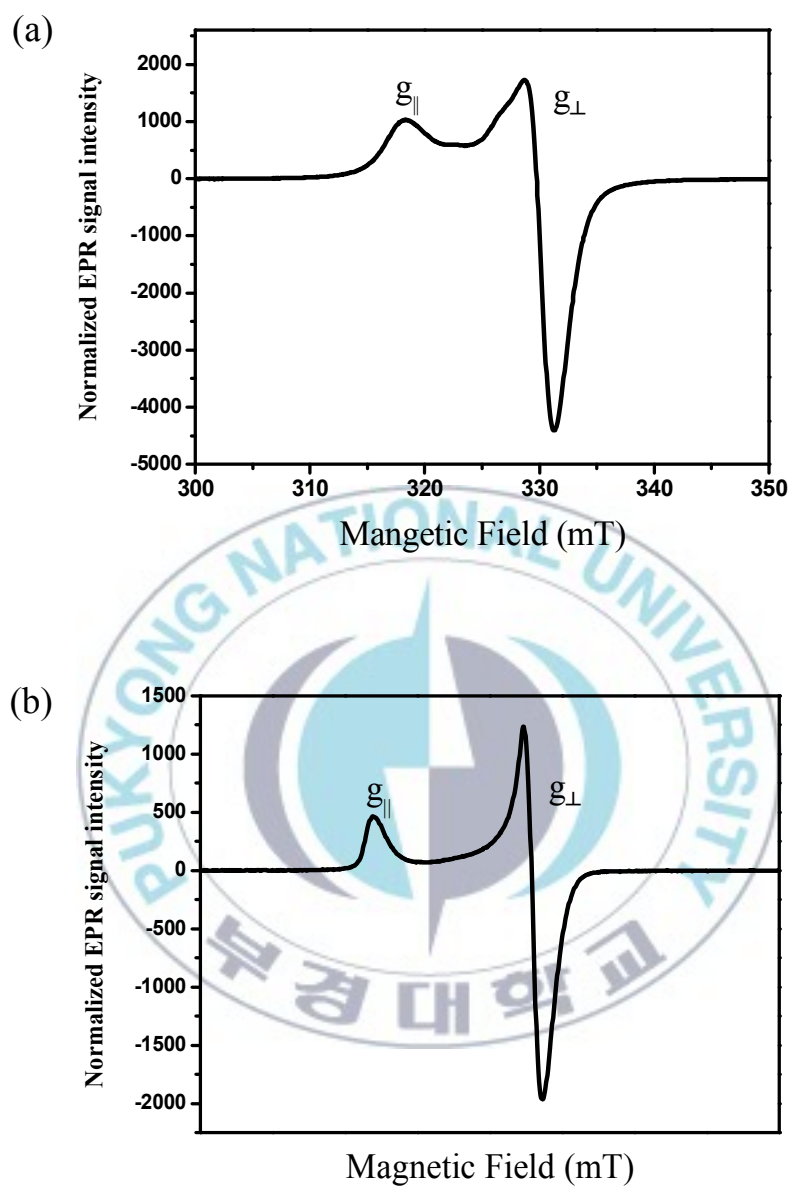 (a)
2000
1000
0
-1000
-2000
-3000
-4000
-5000
Normalized EPR signal intensity
g∥
g⊥
300 310 320 330 340 350
Mangetic Field (mT)
PUKYONG NATIONAL UNIVERSITY
(b)
1500
1000
500
0
-500
-1000
-1500
-2000
Normalized EPR signal intensity
g∥
g⊥
부경대학교
Magnetic Field (mT)